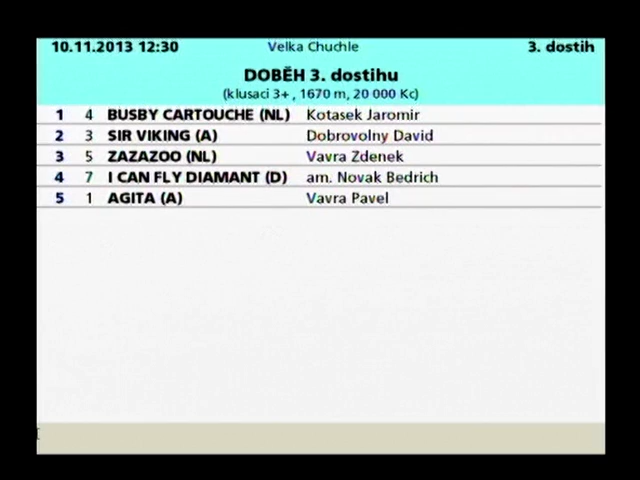 10.11.2013 12:30 Velka Chuchle 3. dostih
DOBĚH 3. dostihu
(klusaci 3+ , 1670 m, 20 000 Kc)
1 4 BUSBY CARTOUCHE (NL) Kotasek Jaromir
2 3 SIR VIKING (A) Dobrovolny David
3 5 ZAZAZOO (NL) Vavra Zdenek
4 7 I CAN FLY DIAMANT (D) am. Novak Bedrich
5 1 AGITA (A) Vavra Pavel